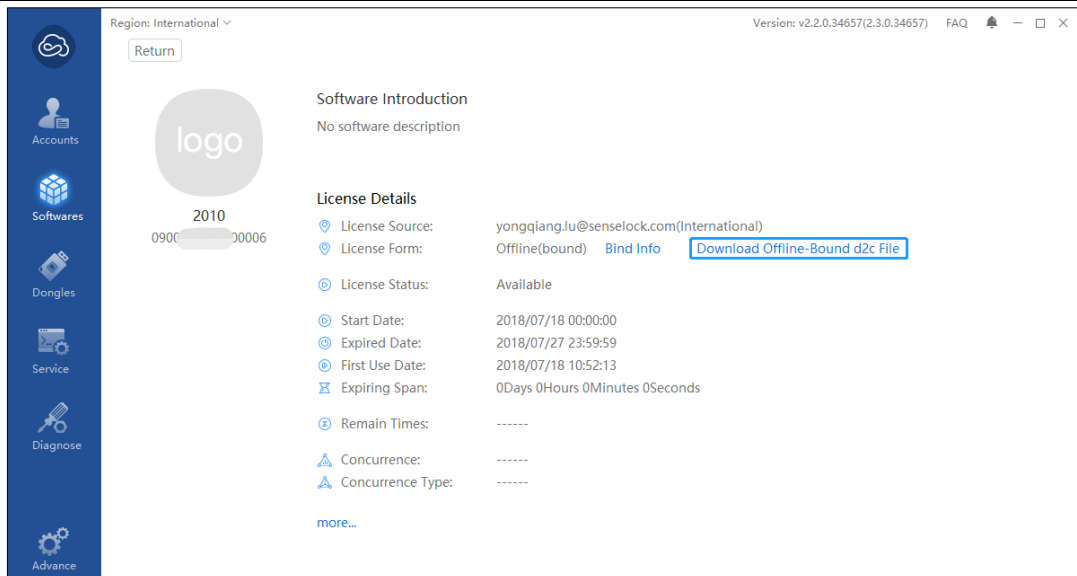 Region: International
Version: v2.2.0.34657(2.3.0.34657) FAQ
Return
Accounts
Softwares
Dongles
Service
Diagnose
Advance
logo
2010
0900 00006
Software Introduction
No software description
License Details
License Source: yongqiang.lu@senselock.com(International)
License Form: Offline(bound) Bind Info Download Offline-Bound d2c File
License Status: Available
Start Date: 2018/07/18 00:00:00
Expired Date: 2018/07/27 23:59:59
First Use Date: 2018/07/18 10:52:13
Expiring Span: 0Days 0Hours 0Minutes 0Seconds
Remain Times: ------
Concurrence: ------
Concurrence Type: ------
more...